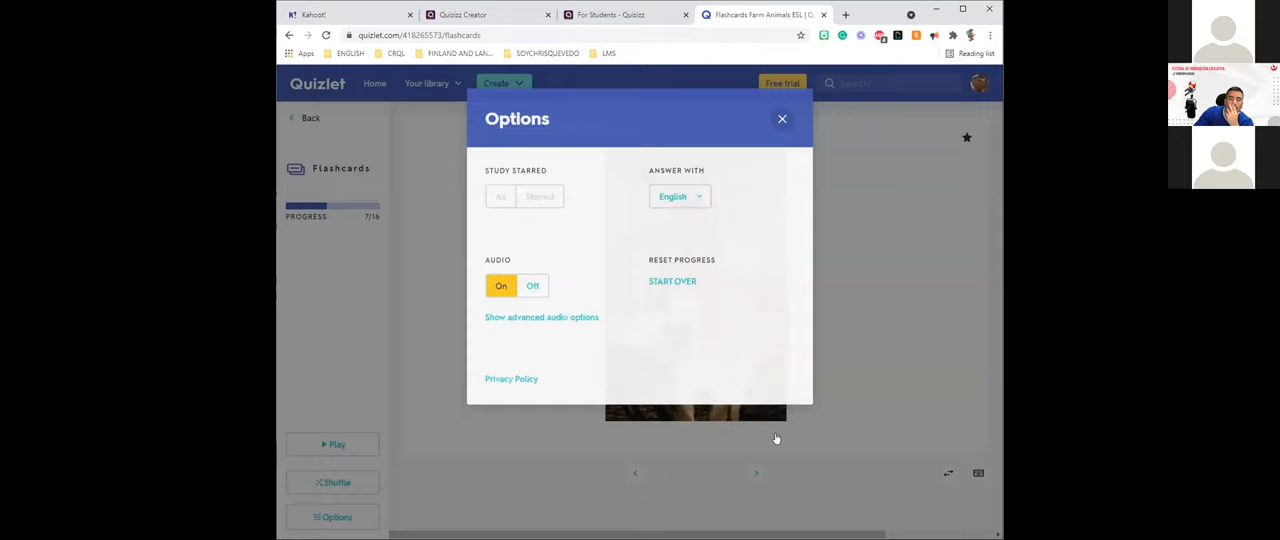 Kahoot!
Quizizz Creator
For Students - Quizizz
Flashcards Farm Animals ESL | Q
quizlet.com/418265573/flashcards
Apps
ENGLISH
CRQL
FINLAND AND LAN...
SOYCHRISQUEVEDO
LMS
Reading list
Quizlet
Home
Your library
Create
Free trial
Search
Back
Options
Flashcards
STUDY STARRED
ANSWER WITH
All
Starred
English
PROGRESS
7/16
AUDIO
RESET PROGRESS
On
Off
START OVER
Show advanced audio options
Privacy Policy
Play
Shuffle
Options